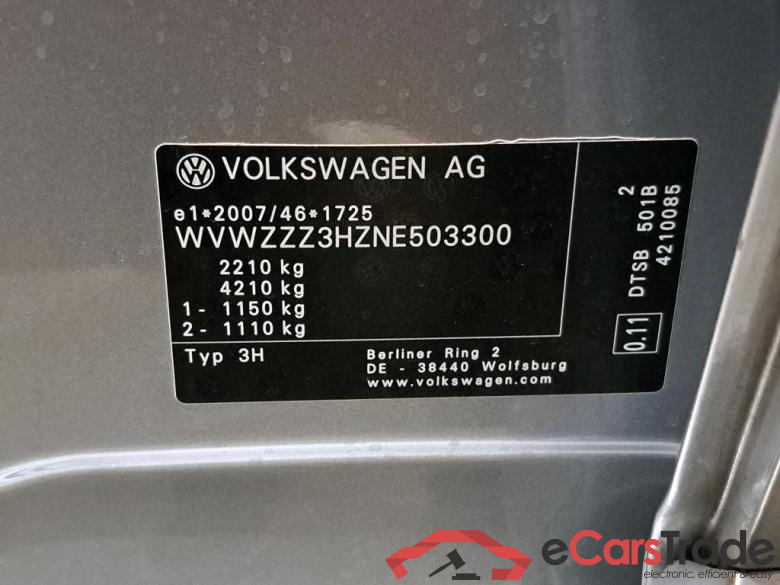 VOLKSWAGEN AG
e1*2007/46*1725
WVWZZZ3HZNE503300
2210 kg
4210 kg
1- 1150 kg
2- 1110 kg
Typ 3H
Berliner Ring 2
DE - 38440 Wolfsburg
www.volkswagen.com
0.11
DTSB 501B 2
4210085
eCarsTrade
electronic, efficient & easy